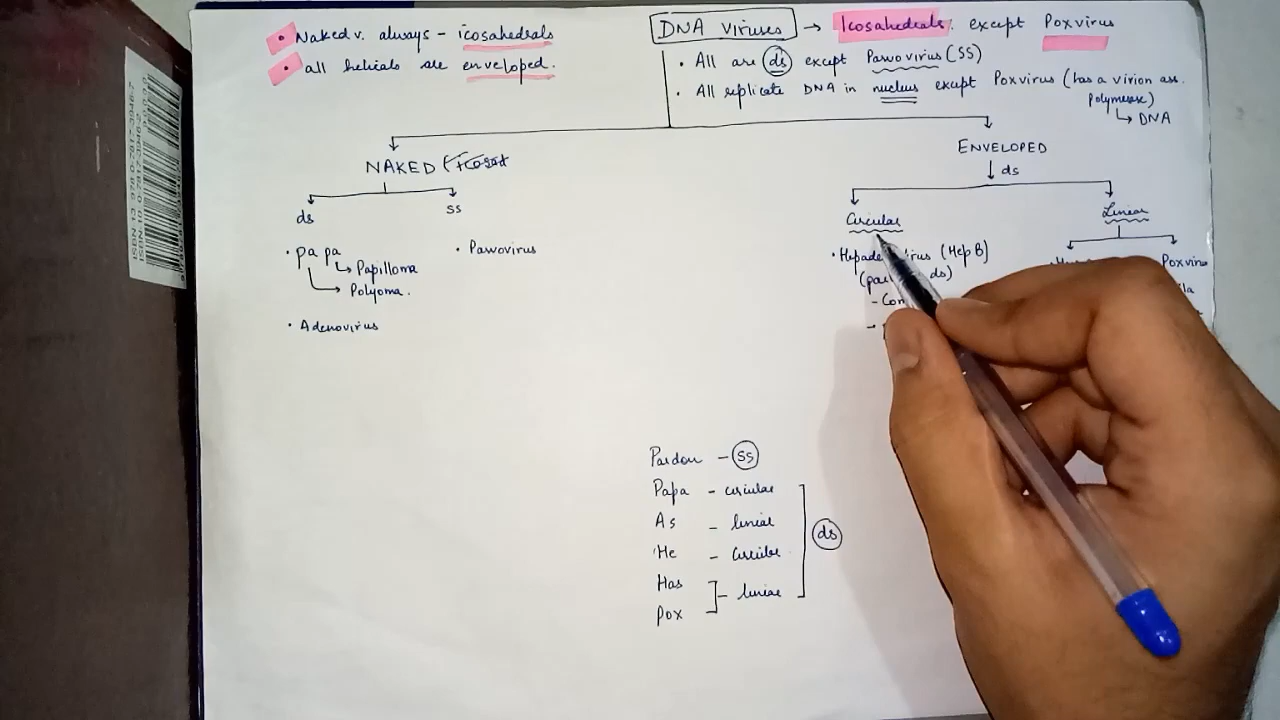 • Naked v. always - icosahedrals
• all helicals are enveloped.
DNA viruses → Icosahedrals. except Poxvirus
• All are ds except Parvovirus (SS)
• All replicate DNA in nucleus except Poxvirus (has a virion ass.
polymerase)
↳ DNA
NAKED
ENVELOPED
↓ ds
ds
ss
Circular
Linear
• pa pa
↳ Papilloma
↳ Polyoma.
• Adenovirus
• Parvovirus
(Hep B)
ds)
Pardon - SS
Papa - circular
As - linear
He - circular
Has
Pox
- linear
ds